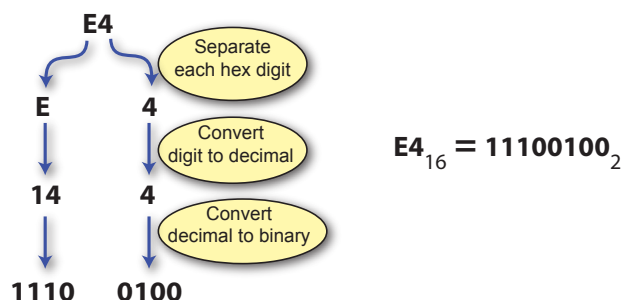 E4
Separate
each hex digit
E 4
Convert
digit to decimal
E4₁₆ = 11100100₂
14 4
Convert
decimal to binary
1110 0100